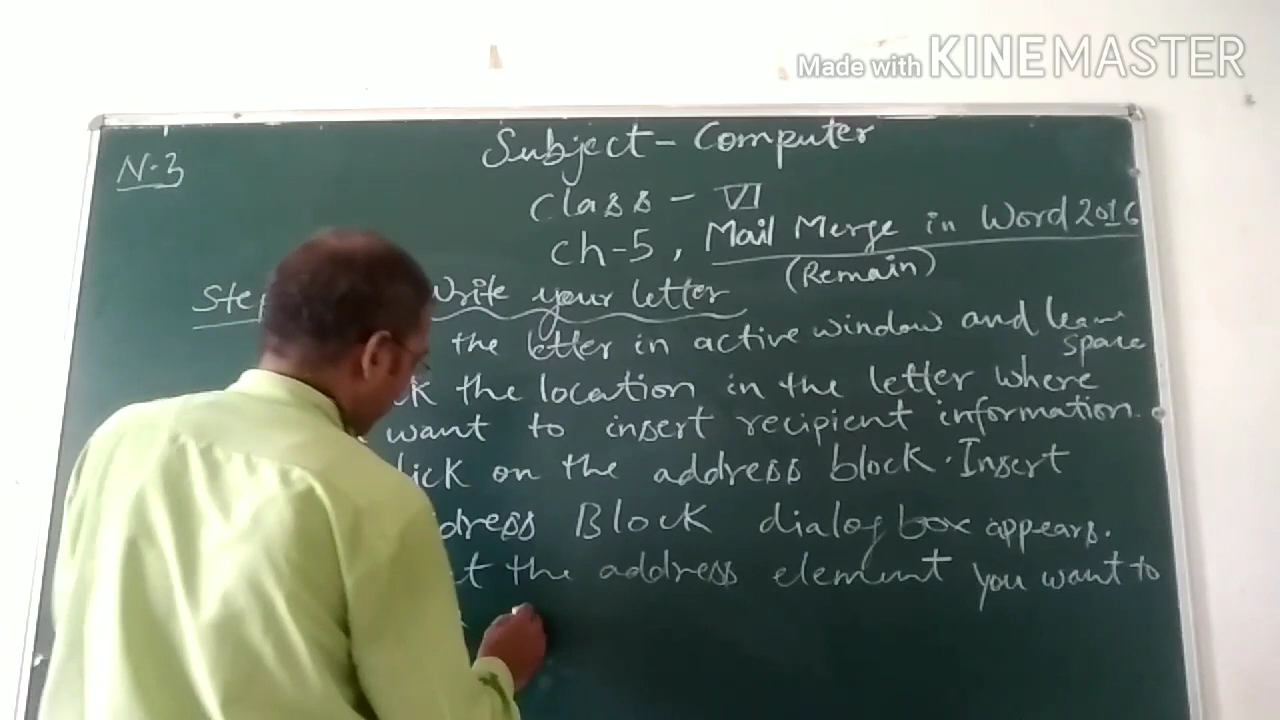 Made with KINEMASTER
N-3
Subject - Computer
Class - VI
Ch-5, Mail Merge in Word 2016
(Remain)
Step Write your letter
the letter in active window and
space
the location in the letter where
want to insert recipient information.
on the address block. Insert
Block dialog box appears.
the address element you want to